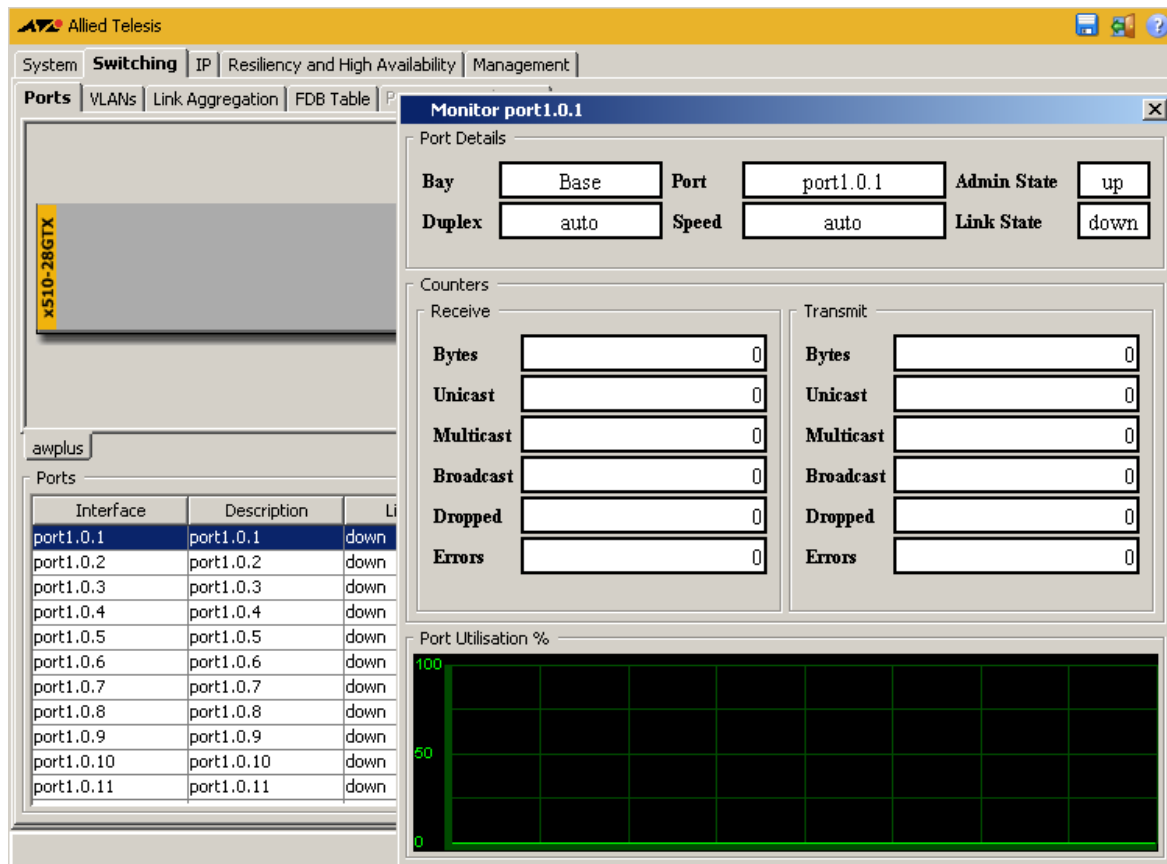 Allied Telesis
System Switching IP Resiliency and High Availability Management
Ports VLANs Link Aggregation FDB Table
Monitor port1.0.1
Port Details
Bay Base Port port1.0.1 Admin State up
Duplex auto Speed auto Link State down
x510-28GTX
Counters
Receive Transmit
Bytes 0 Bytes 0
Unicast 0 Unicast 0
Multicast 0 Multicast 0
Broadcast 0 Broadcast 0
Dropped 0 Dropped 0
Errors 0 Errors 0
awplus
Ports
Interface Description Li
port1.0.1 port1.0.1 down
port1.0.2 port1.0.2 down
port1.0.3 port1.0.3 down
port1.0.4 port1.0.4 down
port1.0.5 port1.0.5 down
port1.0.6 port1.0.6 down
port1.0.7 port1.0.7 down
port1.0.8 port1.0.8 down
port1.0.9 port1.0.9 down
port1.0.10 port1.0.10 down
port1.0.11 port1.0.11 down
Port Utilisation %
100
50
0